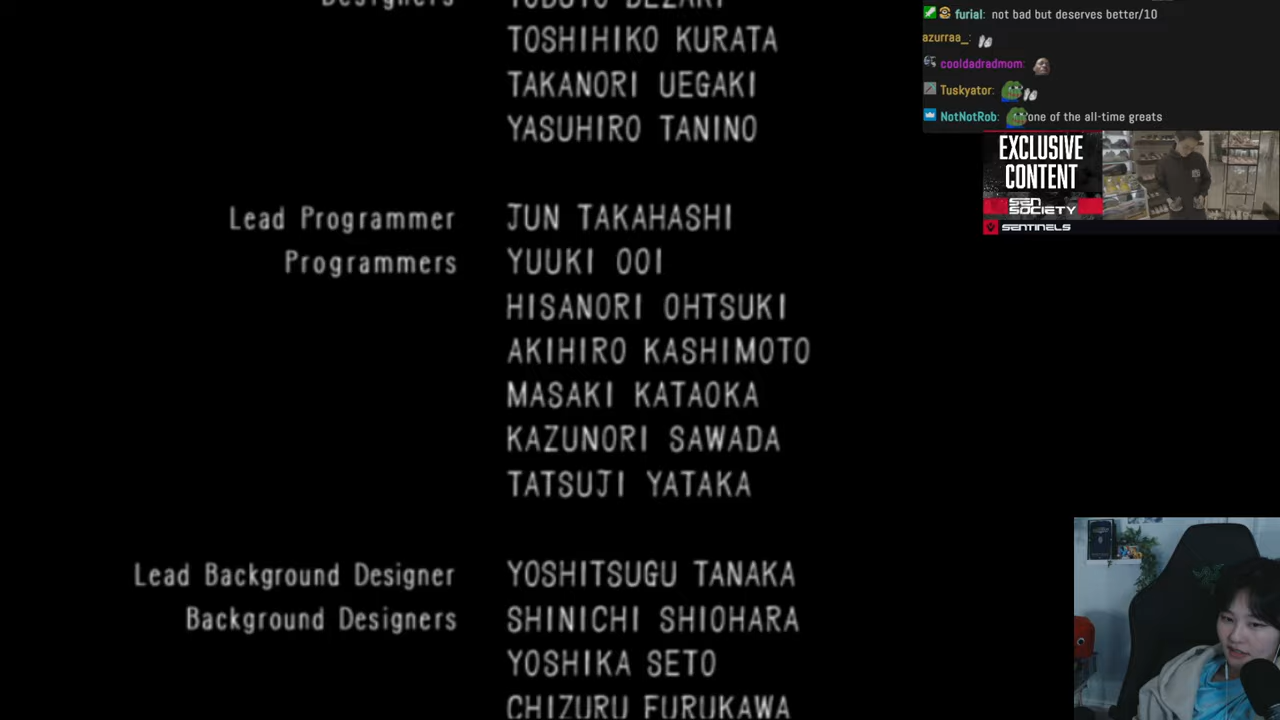 Designers YUDUTO DEZAKI
TOSHIHIKO KURATA
TAKANORI UEGAKI
YASUHIRO TANINO
Lead Programmer JUN TAKAHASHI
Programmers YUUKI OOI
HISANORI OHTSUKI
AKIHIRO KASHIMOTO
MASAKI KATAOKA
KAZUNORI SAWADA
TATSUJI YATAKA
Lead Background Designer YOSHITSUGU TANAKA
Background Designers SHINICHI SHIOHARA
YOSHIKA SETO
CHIZURU FURUKAWA
furial: not bad but deserves better/10
azurraa_:
cooldadradmom:
Tuskyator:
NotNotRob: one of the all-time greats
EXCLUSIVE
CONTENT
SEN
SOCIETY
SENTINELS